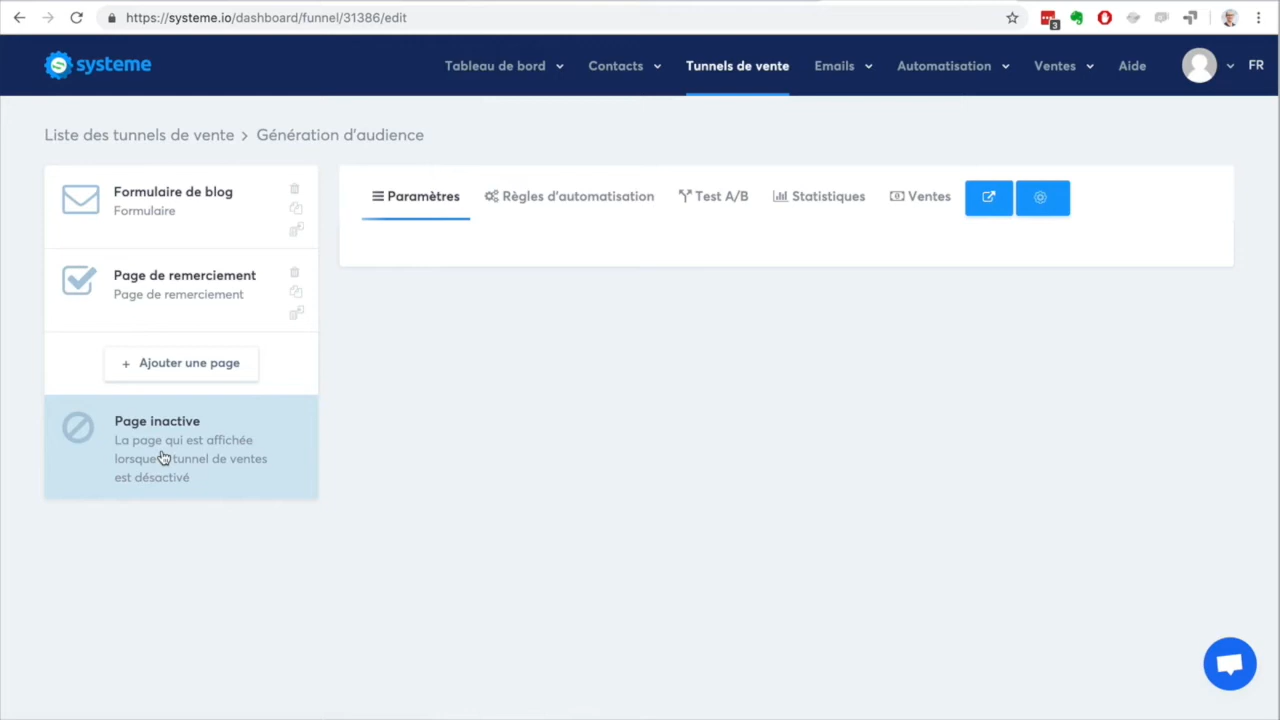 https://systeme.io/dashboard/funnel/31386/edit
3
systeme
Tableau de bord
Contacts
Tunnels de vente
Emails
Automatisation
Ventes
Aide
FR
Liste des tunnels de vente > Génération d'audience
Formulaire de blog
Formulaire
Page de remerciement
Page de remerciement
+ Ajouter une page
Page inactive
La page qui est affichée
lorsque tunnel de ventes
est désactivé
Paramètres
Règles d'automatisation
Test A/B
Statistiques
Ventes